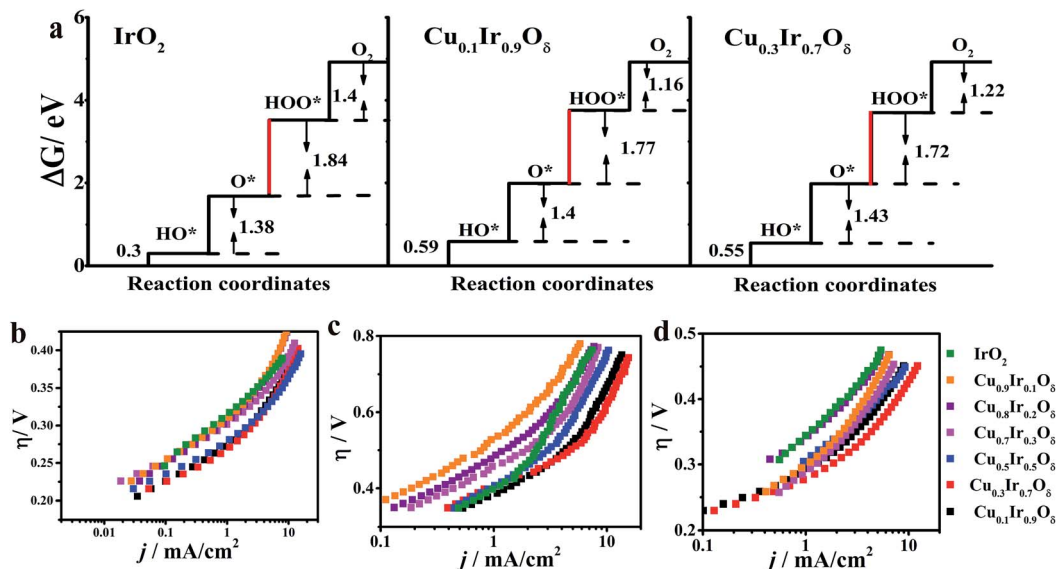 a
IrO₂
Cu₀.₁Ir₀.₉Oδ
Cu₀.₃Ir₀.₇Oδ
ΔG/ eV
6
4
2
0
0.3
HO*
O*
HOO*
O₂
1.38
1.84
1.4
0.59
HO*
O*
HOO*
O₂
1.4
1.77
1.16
0.55
HO*
O*
HOO*
O₂
1.43
1.72
1.22
Reaction coordinates
Reaction coordinates
Reaction coordinates
b
η/ V
0.40
0.35
0.30
0.25
0.20
0.01 0.1 1 10
j / mA/cm²
c
η / V
0.8
0.6
0.4
0.1 1 10
j / mA/cm²
d
η / V
0.5
0.4
0.3
0.2
0.1 1 10
j / mA/cm²
IrO₂
Cu₀.₉Ir₀.₁Oδ
Cu₀.₈Ir₀.₂Oδ
Cu₀.₇Ir₀.₃Oδ
Cu₀.₅Ir₀.₅Oδ
Cu₀.₃Ir₀.₇Oδ
Cu₀.₁Ir₀.₉Oδ